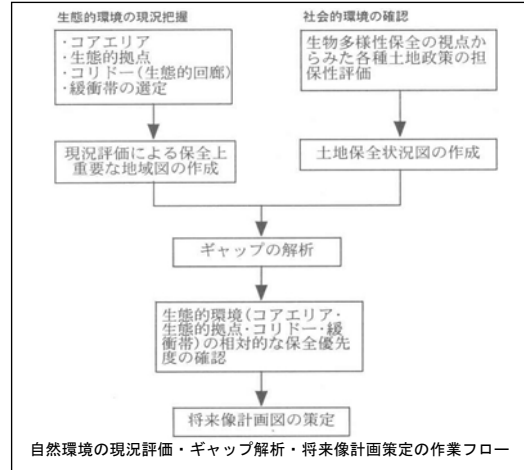 生態的環境の現況把握
・コアエリア
・生態的拠点
・コリドー(生態的回廊)
・緩衝帯の選定
社会的環境の確認
生物多様性保全の視点か
らみた各種土地政策の担
保性評価
現況評価による保全上
重要な地域図の作成
土地保全状況図の作成
ギャップの解析
生態的環境(コアエリア・
生態的拠点・コリドー・緩
衝帯)の相対的な保全優先
度の確認
将来像計画図の策定
自然環境の現況評価・ギャップ解析・将来像計画策定の作業フロー